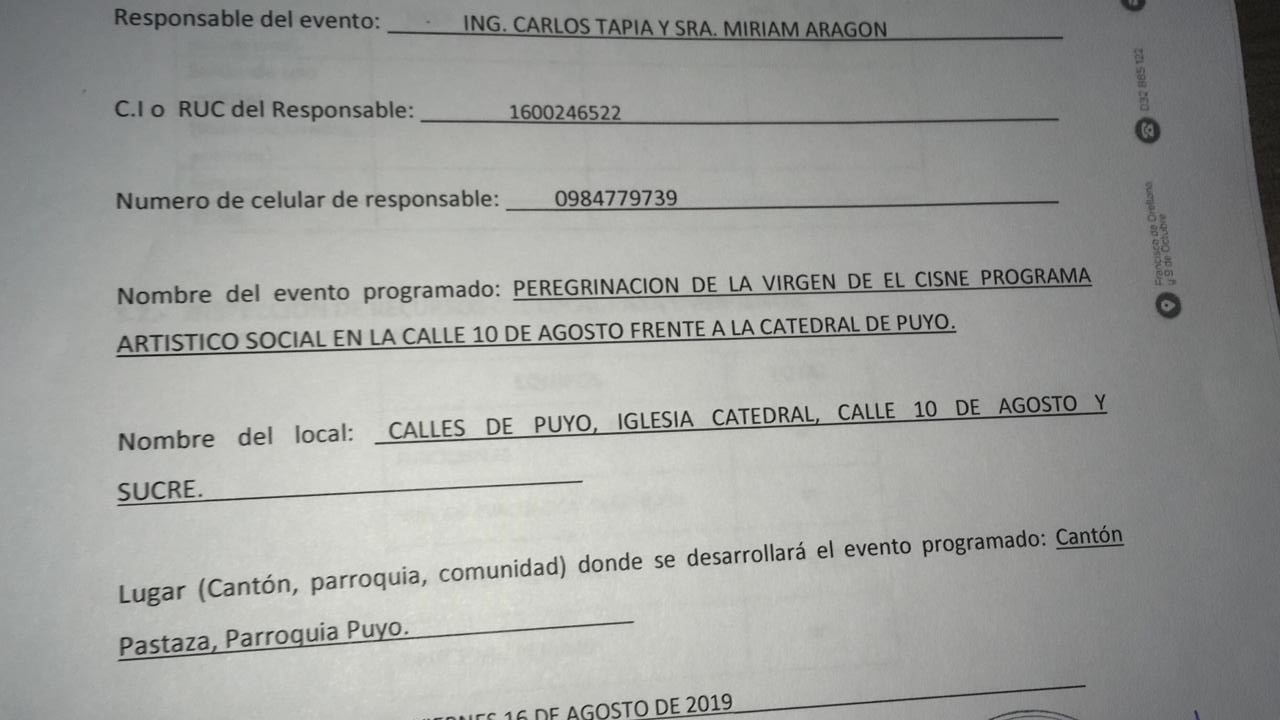 Responsable del evento: ING. CARLOS TAPIA Y SRA. MIRIAM ARAGON
C.I o RUC del Responsable: 1600246522
Numero de celular de responsable: 0984779739
Nombre del evento programado: PEREGRINACION DE LA VIRGEN DE EL CISNE PROGRAMA
ARTISTICO SOCIAL EN LA CALLE 10 DE AGOSTO FRENTE A LA CATEDRAL DE PUYO.
Nombre del local: CALLES DE PUYO, IGLESIA CATEDRAL, CALLE 10 DE AGOSTO Y
SUCRE.
Lugar (Cantón, parroquia, comunidad) donde se desarrollará el evento programado: Cantón
Pastaza, Parroquia Puyo.
16 DE AGOSTO DE 2019
032 885 122
Francisco de Orellana
y 9 de Octubre